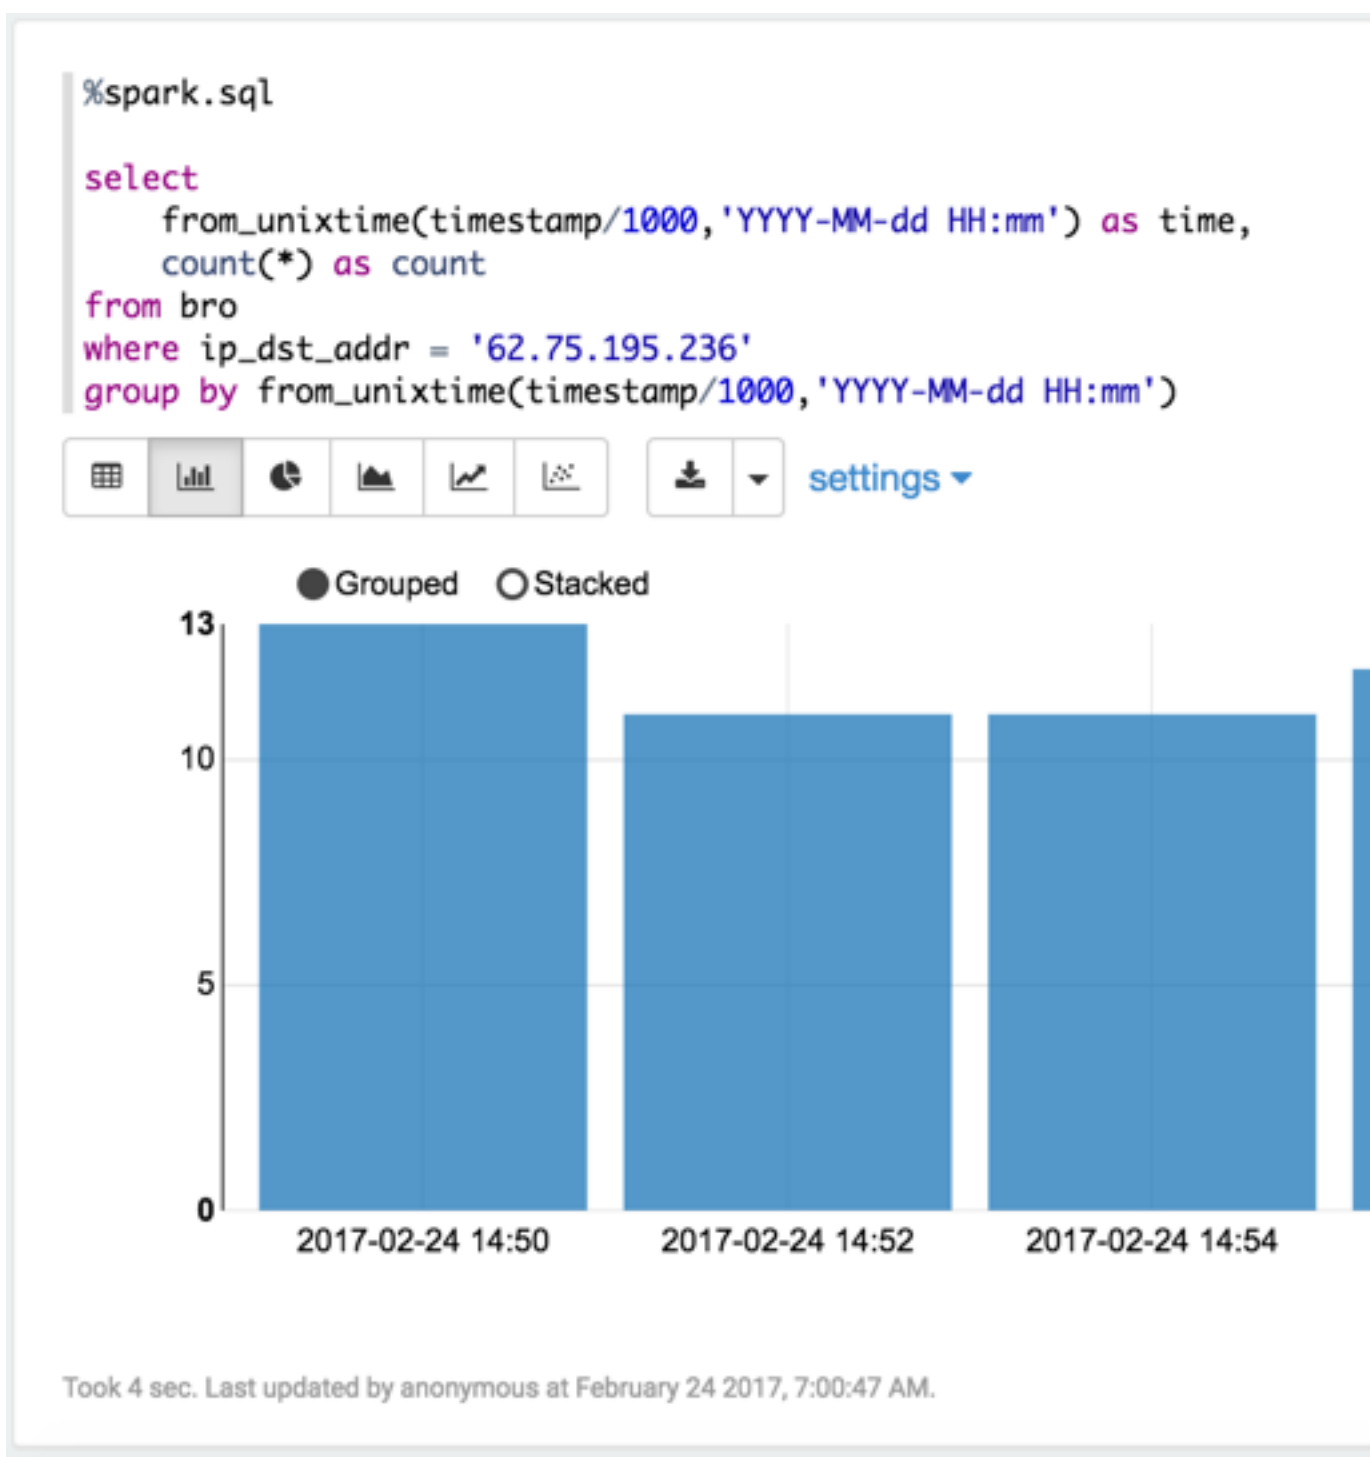 %spark.sql
select
from_unixtime(timestamp/1000,'YYYY-MM-dd HH:mm') as time,
count(*) as count
from bro
where ip_dst_addr = '62.75.195.236'
group by from_unixtime(timestamp/1000,'YYYY-MM-dd HH:mm')
settings
Grouped Stacked
13
10
5
0
2017-02-24 14:50 2017-02-24 14:52 2017-02-24 14:54
Took 4 sec. Last updated by anonymous at February 24 2017, 7:00:47 AM.